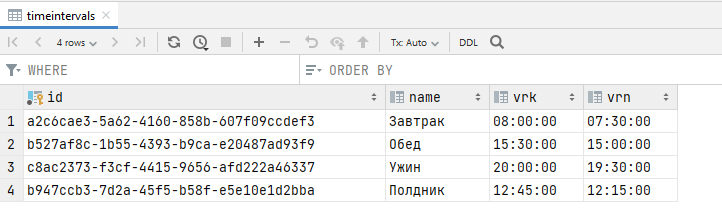 timeintervals
4 rows
Tx: Auto
DDL
WHERE
ORDER BY
id name vrk vrn
1 a2c6cae3-5a62-4160-858b-607f09ccdef3 Завтрак 08:00:00 07:30:00
2 b527af8c-1b55-4393-b9ca-e20487ad93f9 Обед 15:30:00 15:00:00
3 c8ac2373-f3cf-4415-9656-afd222a46337 Ужин 20:00:00 19:30:00
4 b947ccb3-7d2a-45f5-b58f-e5e10e1d2bba Полдник 12:45:00 12:15:00